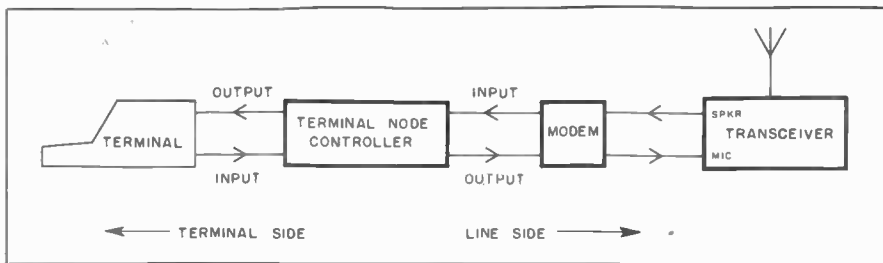 OUTPUT
INPUT
TERMINAL
TERMINAL NODE
CONTROLLER
MODEM
SPKR
TRANSCEIVER
MIC
INPUT
OUTPUT
TERMINAL SIDE
LINE SIDE